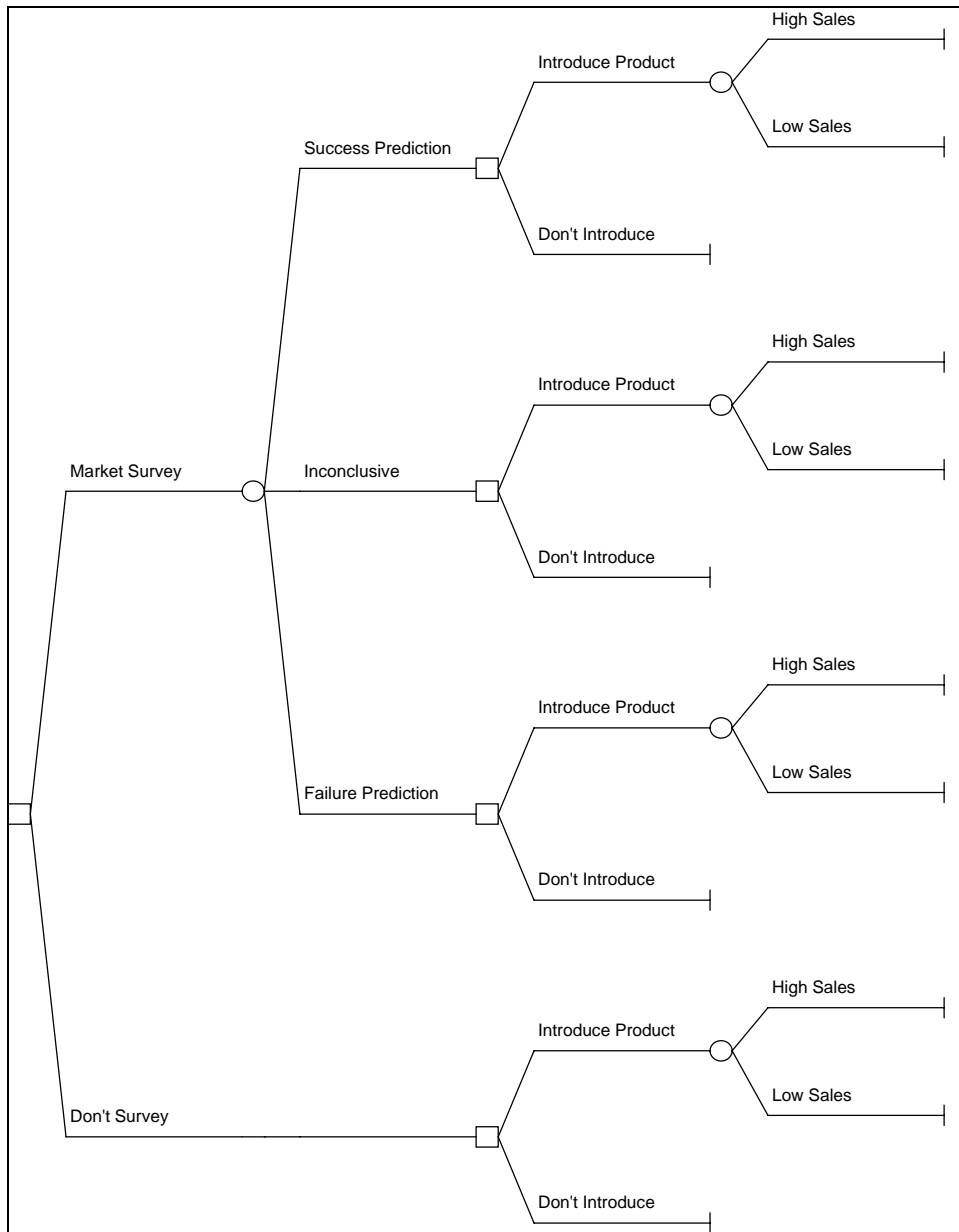 High Sales
Introduce Product
Low Sales
Success Prediction
Don't Introduce
High Sales
Introduce Product
Low Sales
Market Survey
Inconclusive
Don't Introduce
High Sales
Introduce Product
Low Sales
Failure Prediction
Don't Introduce
High Sales
Introduce Product
Low Sales
Don't Survey
Don't Introduce